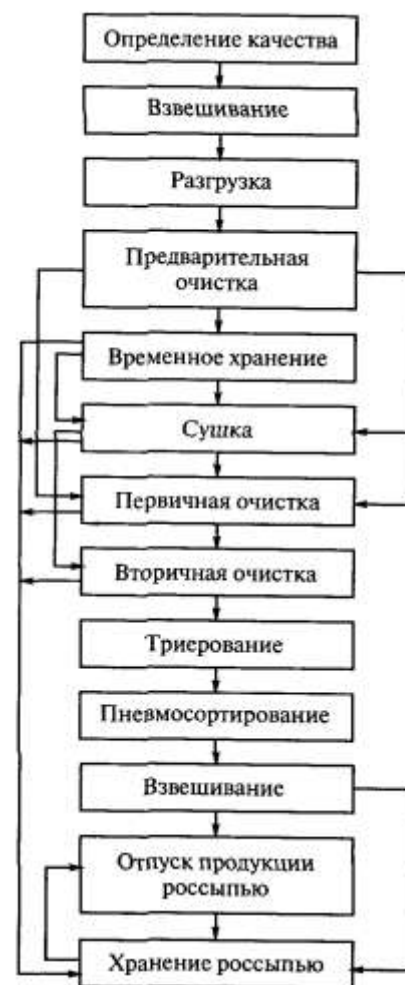 Определение качества
Взвешивание
Разгрузка
Предварительная
очистка
Временное хранение
Сушка
Первичная очистка
Вторичная очистка
Триерование
Пневмосортирование
Взвешивание
Отпуск продукции
россыпью
Хранение россыпью